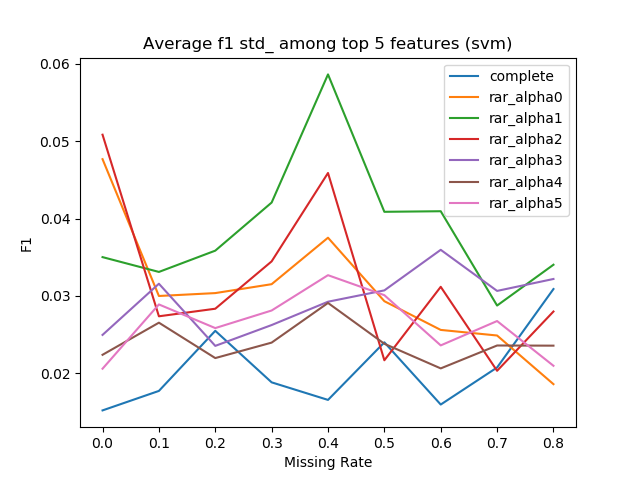 Average f1 std_ among top 5 features (svm)
0.06
0.05
0.04
0.03
0.02
F1
complete
rar_alpha0
rar_alpha1
rar_alpha2
rar_alpha3
rar_alpha4
rar_alpha5
0.0 0.1 0.2 0.3 0.4 0.5 0.6 0.7 0.8
Missing Rate